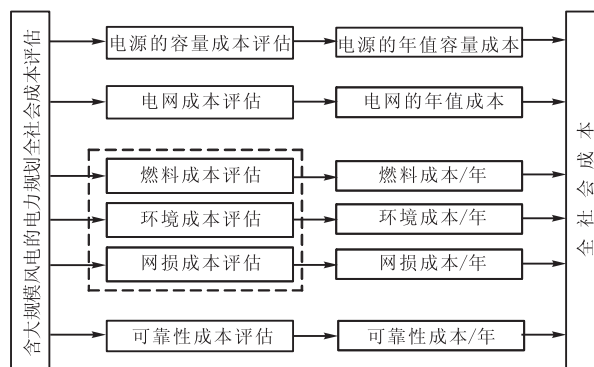 含大规模风电的电力规划全社会成本评估
电源的容量成本评估
电源的年值容量成本
电网成本评估
电网的年值成本
燃料成本评估
燃料成本/年
环境成本评估
环境成本/年
网损成本评估
网损成本/年
可靠性成本评估
可靠性成本/年
全社会成本